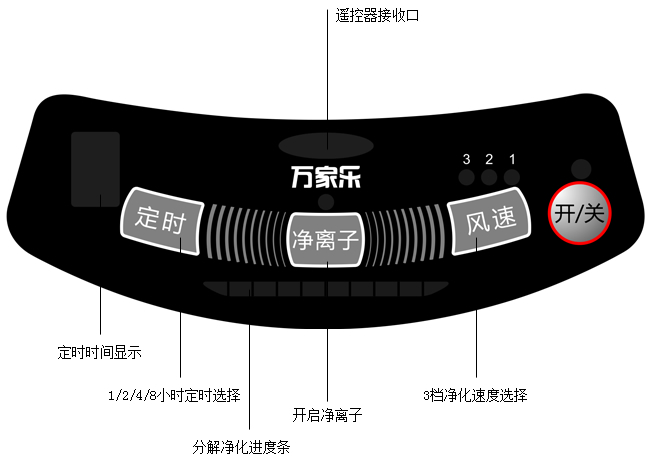 遥控器接收口
万家乐
3 2 1
定时
净离子
风速
开/关
定时时间显示
1/2/4/8小时定时选择
3档净化速度选择
开启净离子
分解净化进度条